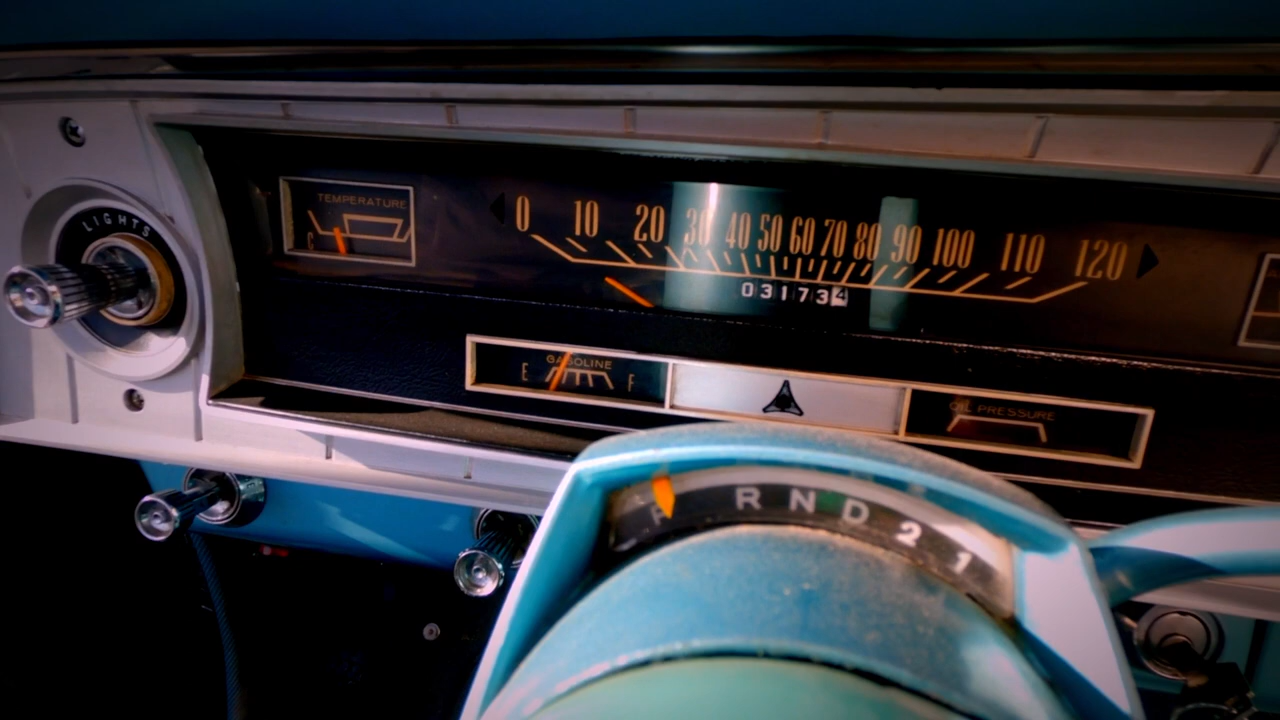 LIGHTS
TEMPERATURE
C
0 10 20 30 40 50 60 70 80 90 100 110 120
031734
GASOLINE
E F
OIL PRESSURE
P R N D 2 1